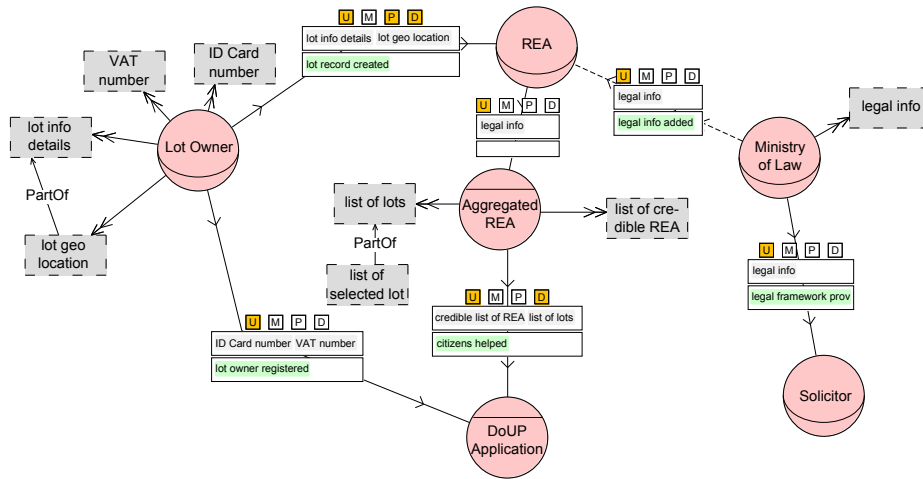 U M P D
lot info details lot geo location
lot record created
REA
VAT
number
ID Card
number
U M P D
legal info
legal info added
legal info
U M P D
legal info
lot info
details
Lot Owner
Ministry
of Law
PartOf
list of lots
Aggregated
REA
list of cre-
dible REA
lot geo
location
PartOf
list of
selected lot
U M P D
legal info
legal framework prov
U M P D
credible list of REA list of lots
citizens helped
U M P D
ID Card number VAT number
lot owner registered
Solicitor
DoUP
Application